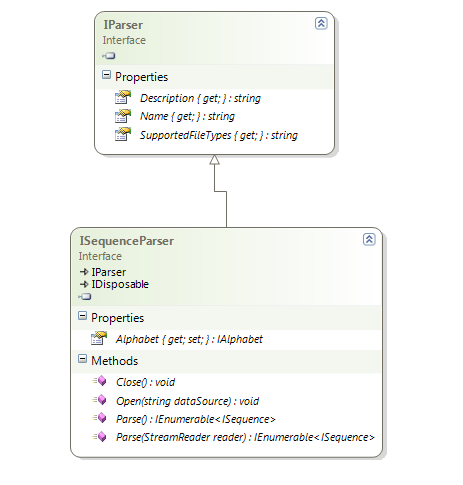 IParser
Interface
Properties
Description { get; } : string
Name { get; } : string
SupportedFileTypes { get; } : string
ISequenceParser
Interface
IParser
IDisposable
Properties
Alphabet { get; set; } : IAlphabet
Methods
Close() : void
Open(string dataSource) : void
Parse() : IEnumerable<ISequence>
Parse(StreamReader reader) : IEnumerable<ISequence>